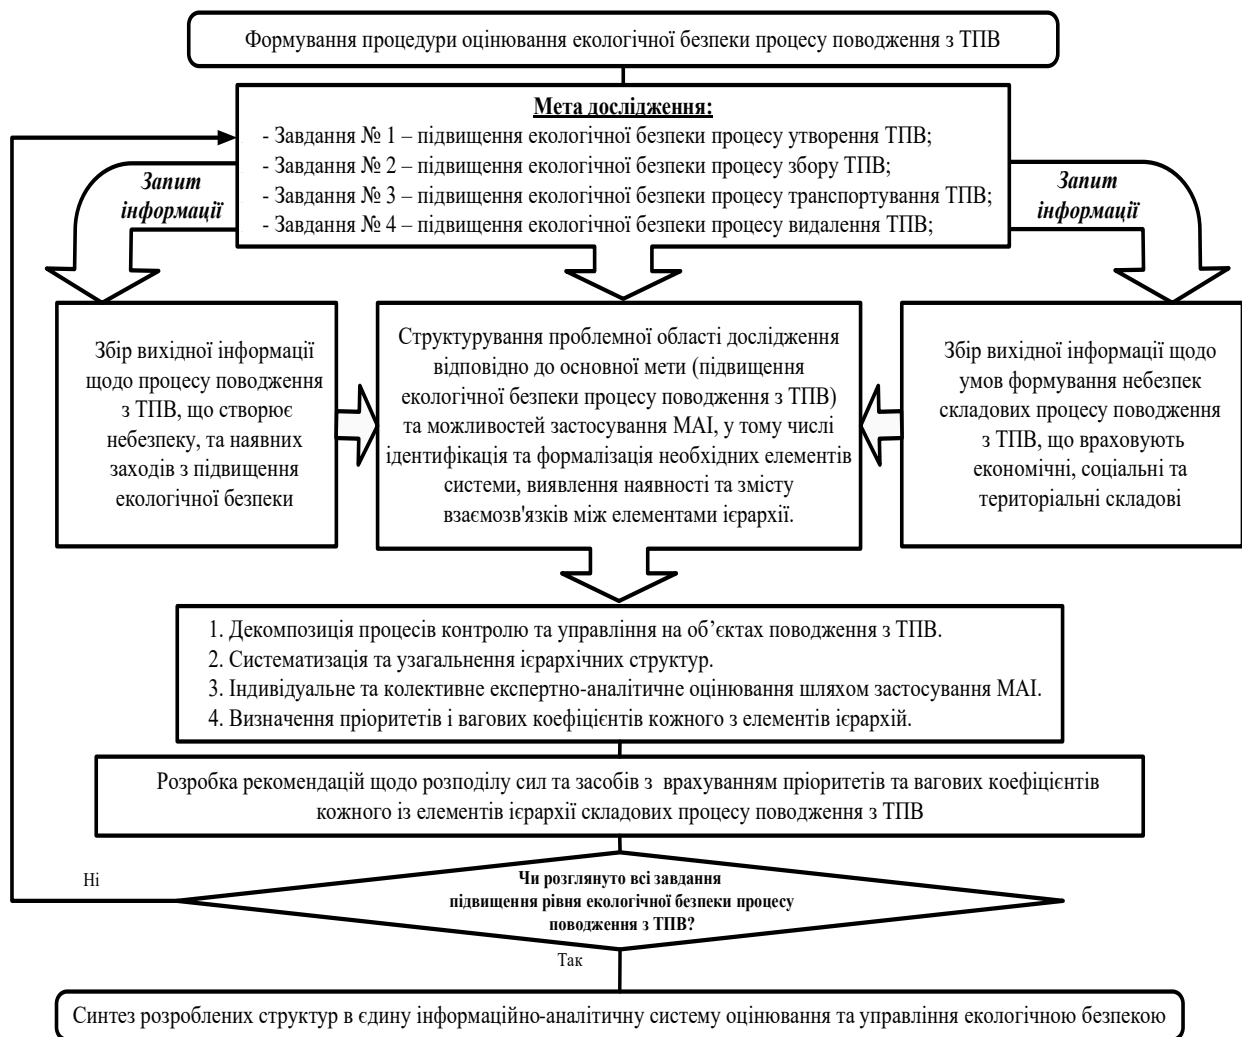 Формування процедури оцінювання екологічної безпеки процесу поводження з ТПВ
Мета дослідження:
- Завдання № 1 – підвищення екологічної безпеки процесу утворення ТПВ;
- Завдання № 2 – підвищення екологічної безпеки процесу збору ТПВ;
- Завдання № 3 – підвищення екологічної безпеки процесу транспортування ТПВ;
- Завдання № 4 – підвищення екологічної безпеки процесу видалення ТПВ;
Запит
інформації
Запит
інформації
Збір вихідної інформації
щодо процесу поводження
з ТПВ, що створює
небезпеку, та наявних
заходів з підвищення
екологічної безпеки
Структурування проблемної області дослідження
відповідно до основної мети (підвищення
екологічної безпеки процесу поводження з ТПВ)
та можливостей застосування МАІ, у тому числі
ідентифікація та формалізація необхідних елементів
системи, виявлення наявності та змісту
взаємозв'язків між елементами ієрархії.
Збір вихідної інформації щодо
умов формування небезпек
складових процесу поводження
з ТПВ, що враховують
економічні, соціальні та
територіальні складові
1. Декомпозиція процесів контролю та управління на об’єктах поводження з ТПВ.
2. Систематизація та узагальнення ієрархічних структур.
3. Індивідуальне та колективне експертно-аналітичне оцінювання шляхом застосування МАІ.
4. Визначення пріоритетів і вагових коефіцієнтів кожного з елементів ієрархій.
Розробка рекомендацій щодо розподілу сил та засобів з врахуванням пріоритетів та вагових коефіцієнтів
кожного із елементів ієрархії складових процесу поводження з ТПВ
Ні
Чи розглянуто всі завдання
підвищення рівня екологічної безпеки процесу
поводження з ТПВ?
Так
Синтез розроблених структур в єдину інформаційно-аналітичну систему оцінювання та управління екологічною безпекою